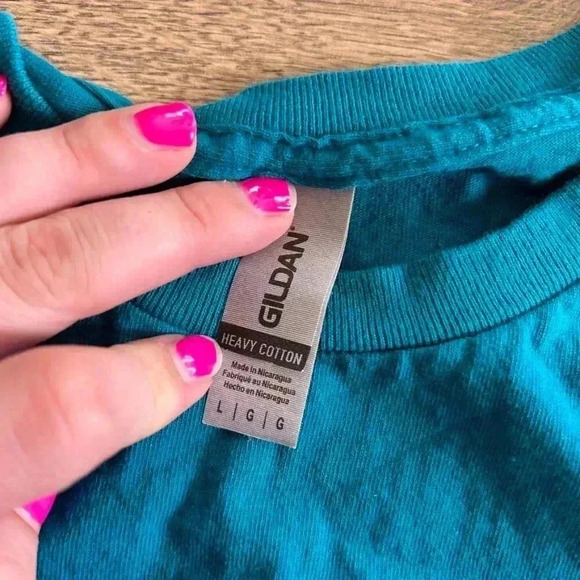 GILDAN®
HEAVY COTTON
Made in Nicaragua
Fabriqué au Nicaragua
Hecho en Nicaragua
L | G | G